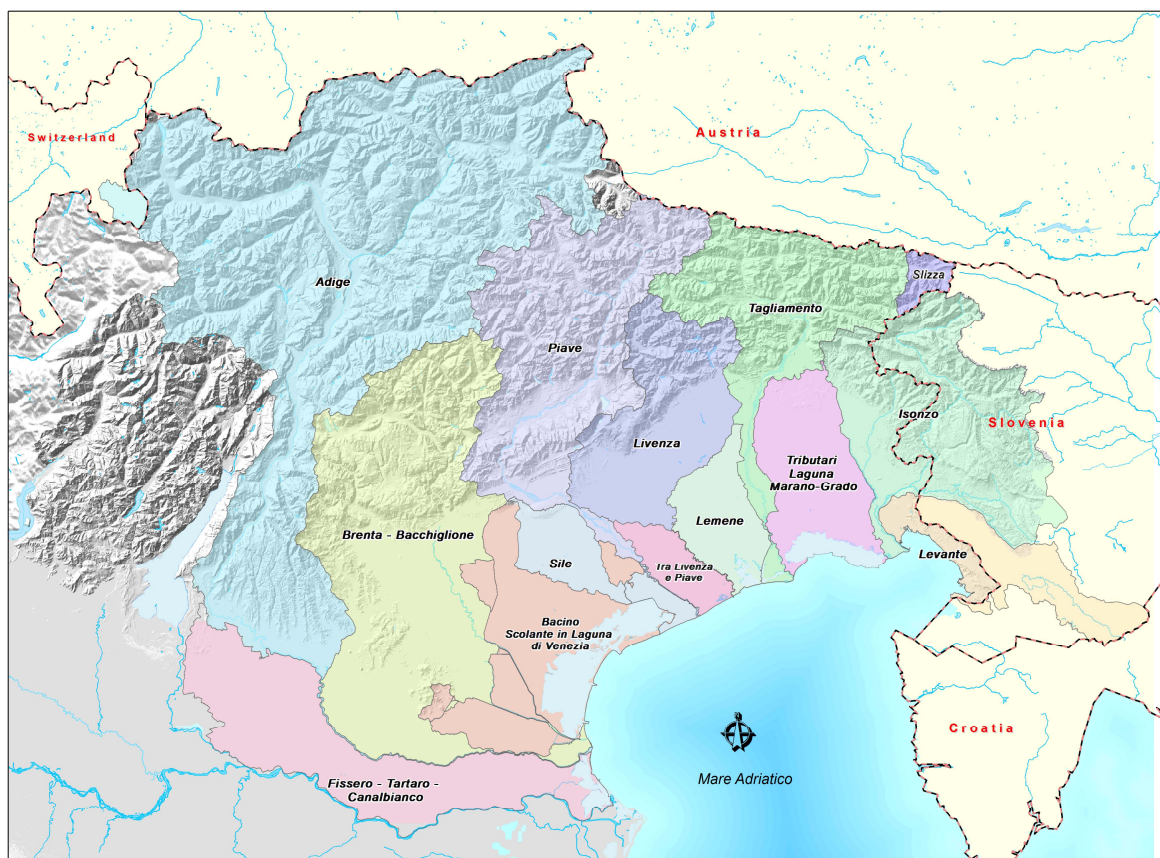 Switzerland
Austria
Slizza
Adige
Tagliamento
Piave
Isonzo
Slovenia
Livenza
Tributari
Laguna
Marano-Grado
Lemene
Brenta - Bacchiglione
Levante
Sile
Tra Livenza
e Piave
Bacino
Scolante in Laguna
di Venezia
Croatia
Mare Adriatico
Fissero - Tartaro -
Canalbianco